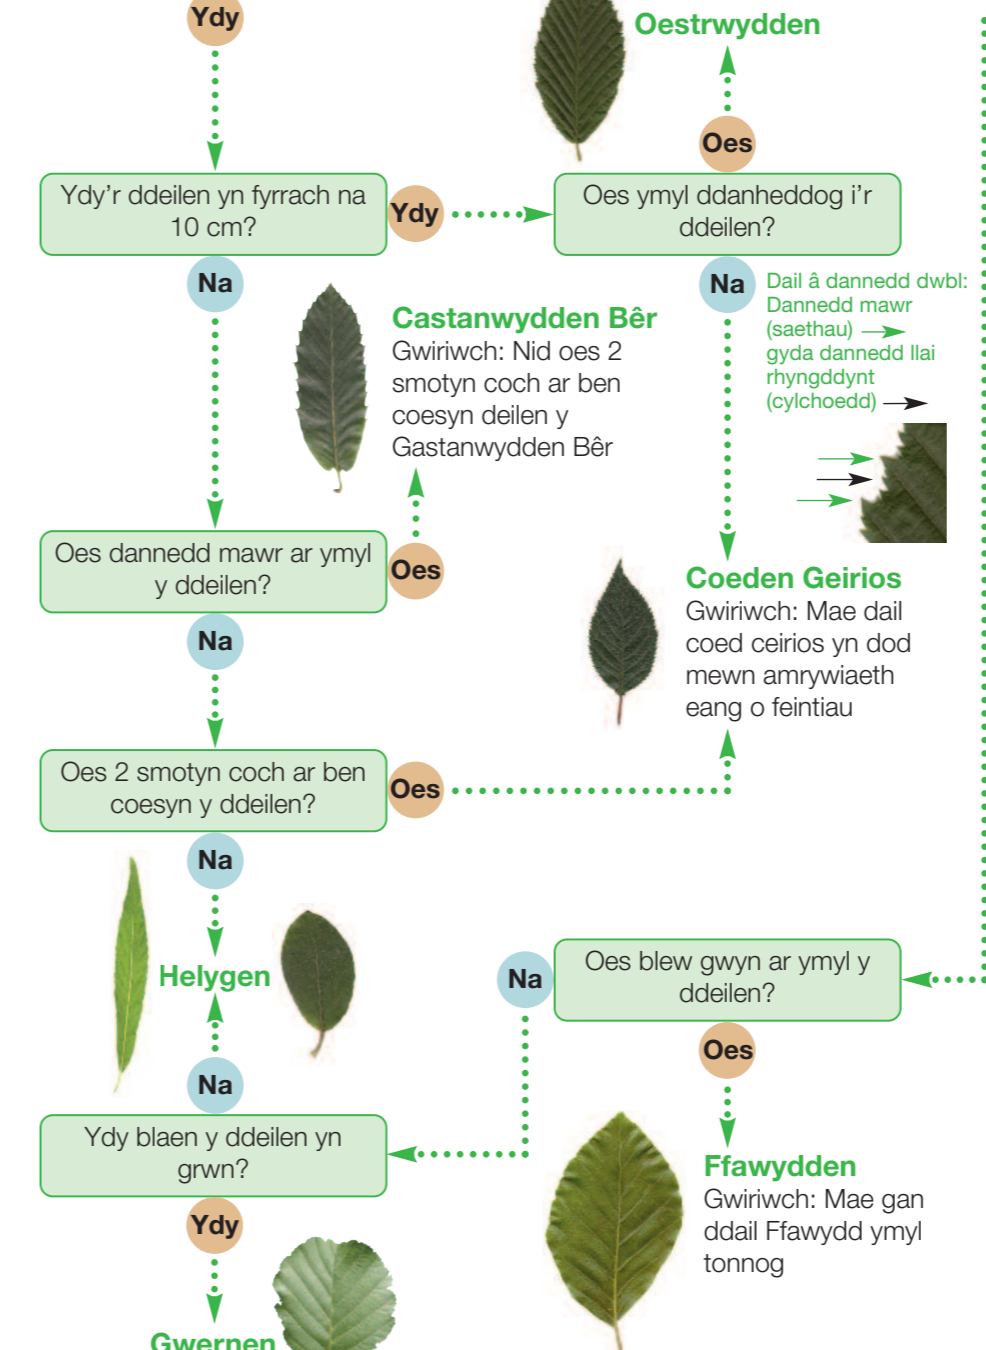 Ydy
Oestrwydden
Oes
Ydy'r ddeilen yn fyrrach na
10 cm?
Ydy
Oes ymyl ddanheddog i'r
ddeilen?
Na
Na
Dail â dannedd dwbl:
Dannedd mawr
(saethau)
gyda dannedd llai
rhyngddynt
(cylchoedd)
Castanwydden Bêr
Gwiriwch: Nid oes 2
smotyn coch ar ben
coesyn deilen y
Gastanwydden Bêr
Oes dannedd mawr ar ymyl
y ddeilen?
Oes
Coeden Geirios
Gwiriwch: Mae dail
coed ceirios yn dod
mewn amrywiaeth
eang o feintiau
Na
Oes 2 smotyn coch ar ben
coesyn y ddeilen?
Oes
Na
Helygen
Na
Oes blew gwyn ar ymyl y
ddeilen?
Oes
Na
Ydy blaen y ddeilen yn
grwn?
Ffawydden
Gwiriwch: Mae gan
ddail Ffawydd ymyl
tonnog
Ydy
Gwernen